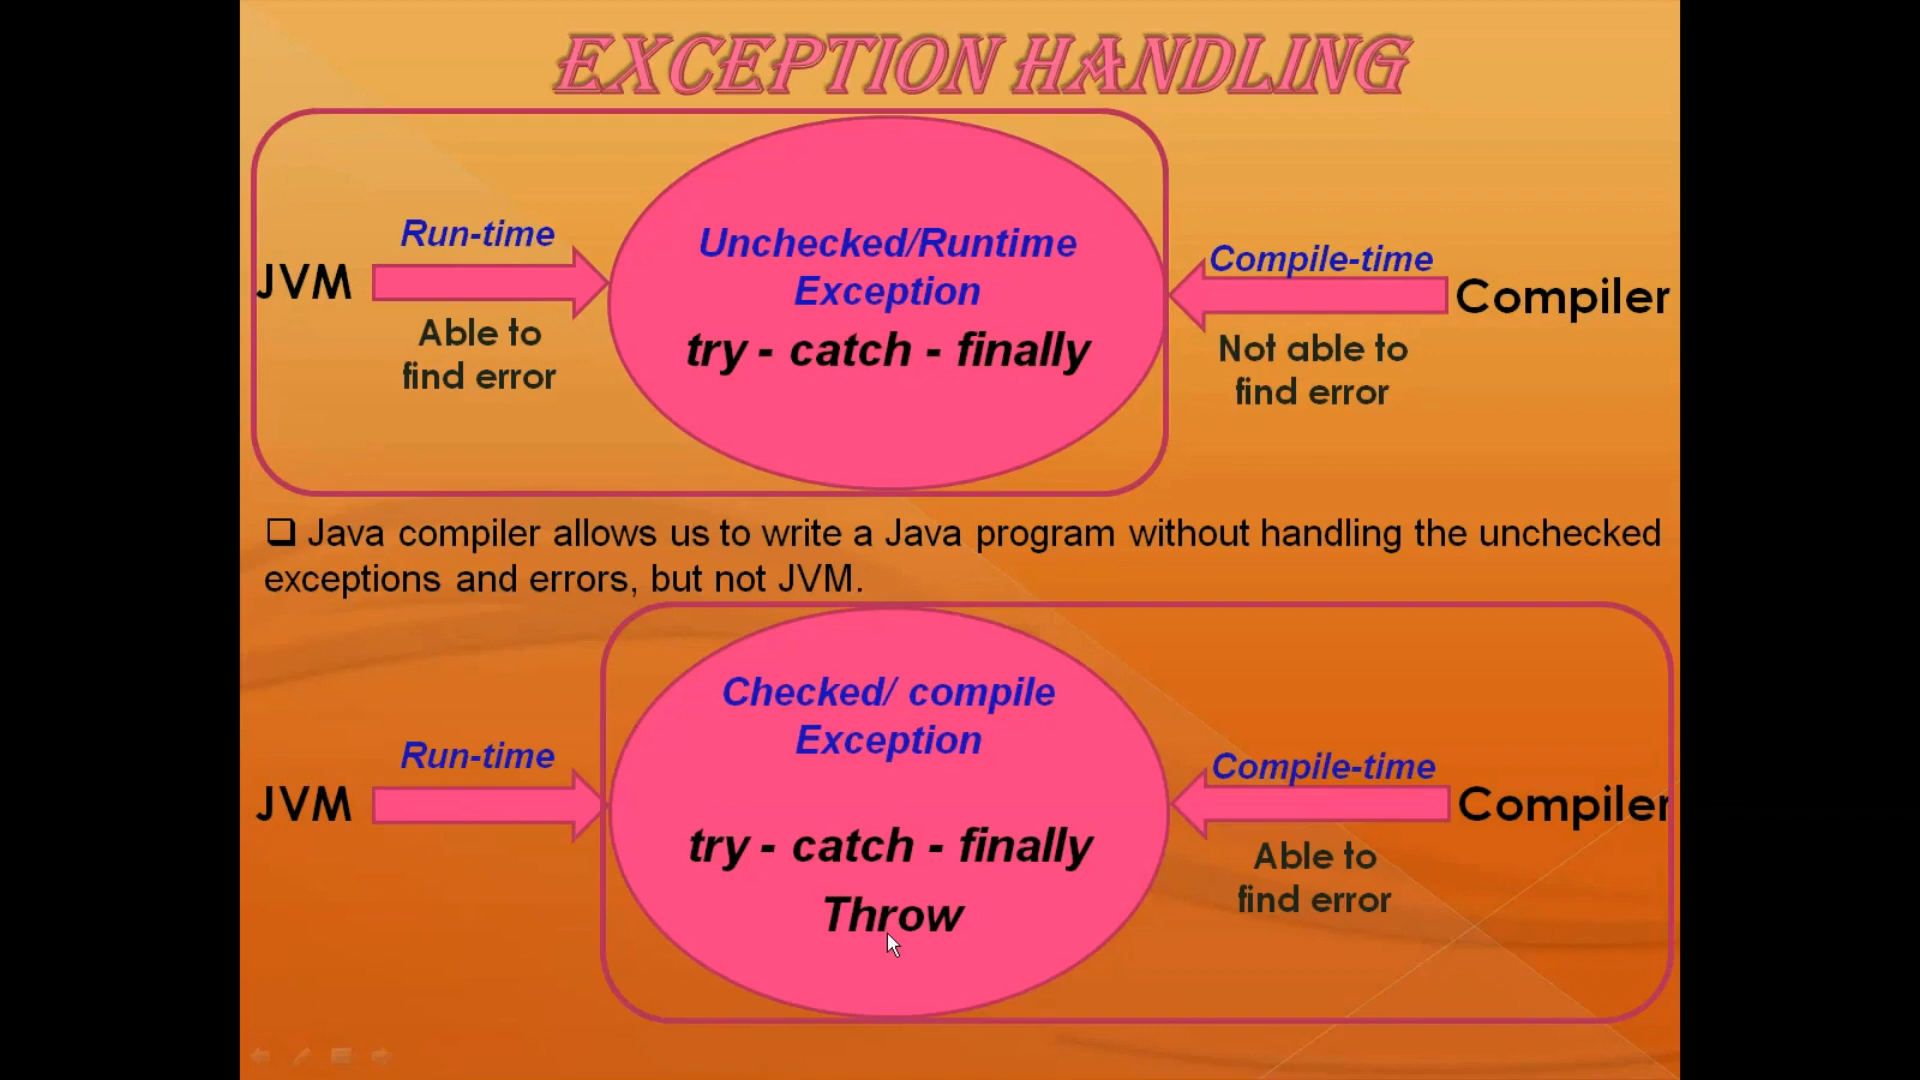 EXCEPTION HANDLING
Run-time
JVM
Able to
find error
Unchecked/Runtime
Exception
try - catch - finally
Compile-time
Compiler
Not able to
find error
❑ Java compiler allows us to write a Java program without handling the unchecked
exceptions and errors, but not JVM.
Run-time
JVM
Checked/ compile
Exception
try - catch - finally
Throw
Compile-time
Compiler
Able to
find error